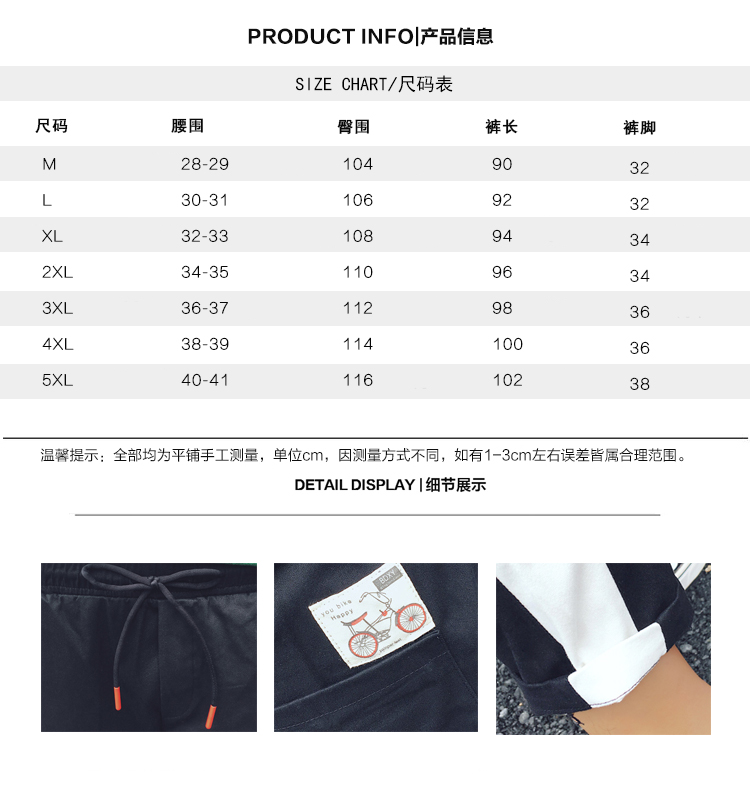 PRODUCT INFO|产品信息
SIZE CHART/尺码表
尺码 腰围 臀围 裤长 裤脚
M 28-29 104 90 32
L 30-31 106 92 32
XL 32-33 108 94 34
2XL 34-35 110 96 34
3XL 36-37 112 98 36
4XL 38-39 114 100 36
5XL 40-41 116 102 38
温馨提示：全部均为平铺手工测量，单位cm，因测量方式不同，如有1-3cm左右误差皆属合理范围。
DETAIL DISPLAY | 细节展示
BOXY
you bike
Happy